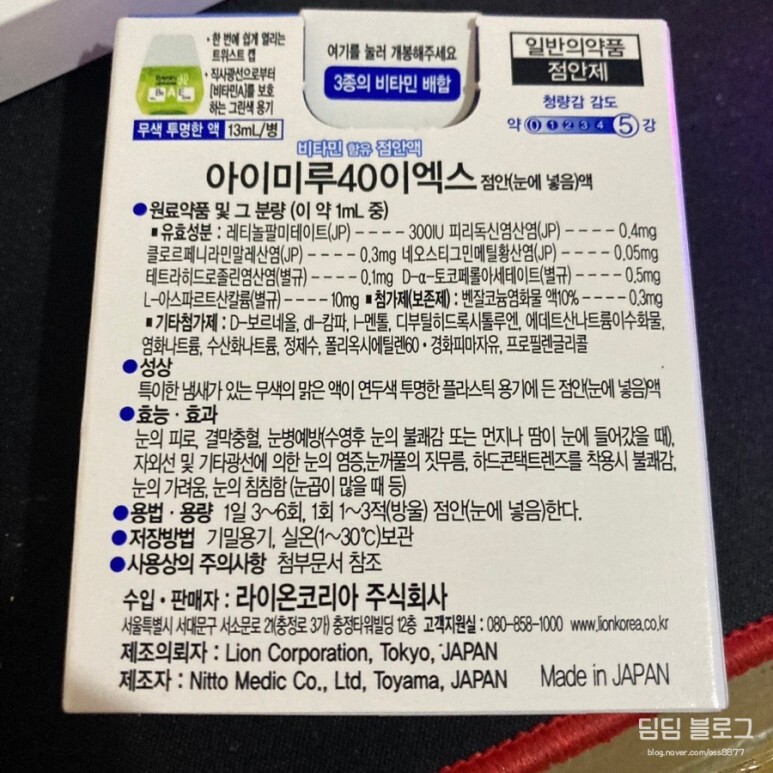 · 한 번에 쉽게 열리는
트위스트 캡
· 직사광선으로부터
[비타민A]를 보호
하는 그린색 용기
무색 투명한 액 13mL/병
여기를 눌러 개봉해주세요
3종의 비타민 배합
일반의약품
점안제
청량감 감도
약 0 1 2 3 4 5 강
비타민 함유 점안액
아이미루40이엑스 점안(눈에 넣음)액
●원료약품 및 그 분량 (이 약 1mL 중)
■유효성분 : 레티놀팔미테이트(JP) ---- 300IU 피리독신염산염(JP) ---- 0.4mg
클로르페니라민말레산염(JP) ---- 0.3mg 네오스티그민메틸황산염(JP) ---- 0.05mg
테트라히드로졸린염산염(별규) ---- 0.1mg D-α-토코페롤아세테이트(별규) ---- 0.5mg
L-아스파르트산칼륨(별규) ---- 10mg ■첨가제(보존제) : 벤잘코늄염화물 액10% ---- 0.3mg
■기타첨가제 : D-보르네올, dl-캄파, l-멘톨, 디부틸히드록시톨루엔, 에데트산나트륨이수화물,
염화나트륨, 수산화나트륨, 정제수, 폴리옥시에틸렌60·경화피마자유, 프로필렌글리콜
●성상
특이한 냄새가 있는 무색의 맑은 액이 연두색 투명한 플라스틱 용기에 든 점안(눈에 넣음)액
●효능·효과
눈의 피로, 결막충혈, 눈병예방(수영후 눈의 불쾌감 또는 먼지나 땀이 눈에 들어갔을 때),
자외선 및 기타광선에 의한 눈의 염증,눈꺼풀의 짓무름, 하드콘택트렌즈를 착용시 불쾌감,
눈의 가려움, 눈의 침침함 (눈곱이 많을 때 등)
●용법·용량 1일 3~6회, 1회 1~3적(방울) 점안(눈에 넣음)한다.
●저장방법 기밀용기, 실온(1~30℃)보관
●사용상의 주의사항 첨부문서 참조
수입·판매자 : 라이온코리아 주식회사
서울특별시 서대문구 서소문로 21(충정로 3가) 충정타워빌딩 12층 고객지원실 : 080-858-1000 www.lionkorea.co.kr
제조의뢰자 : Lion Corporation, Tokyo, JAPAN
제조자 : Nitto Medic Co., Ltd, Toyama, JAPAN Made in JAPAN
딤딤 블로그
blog.naver.com/oss8877